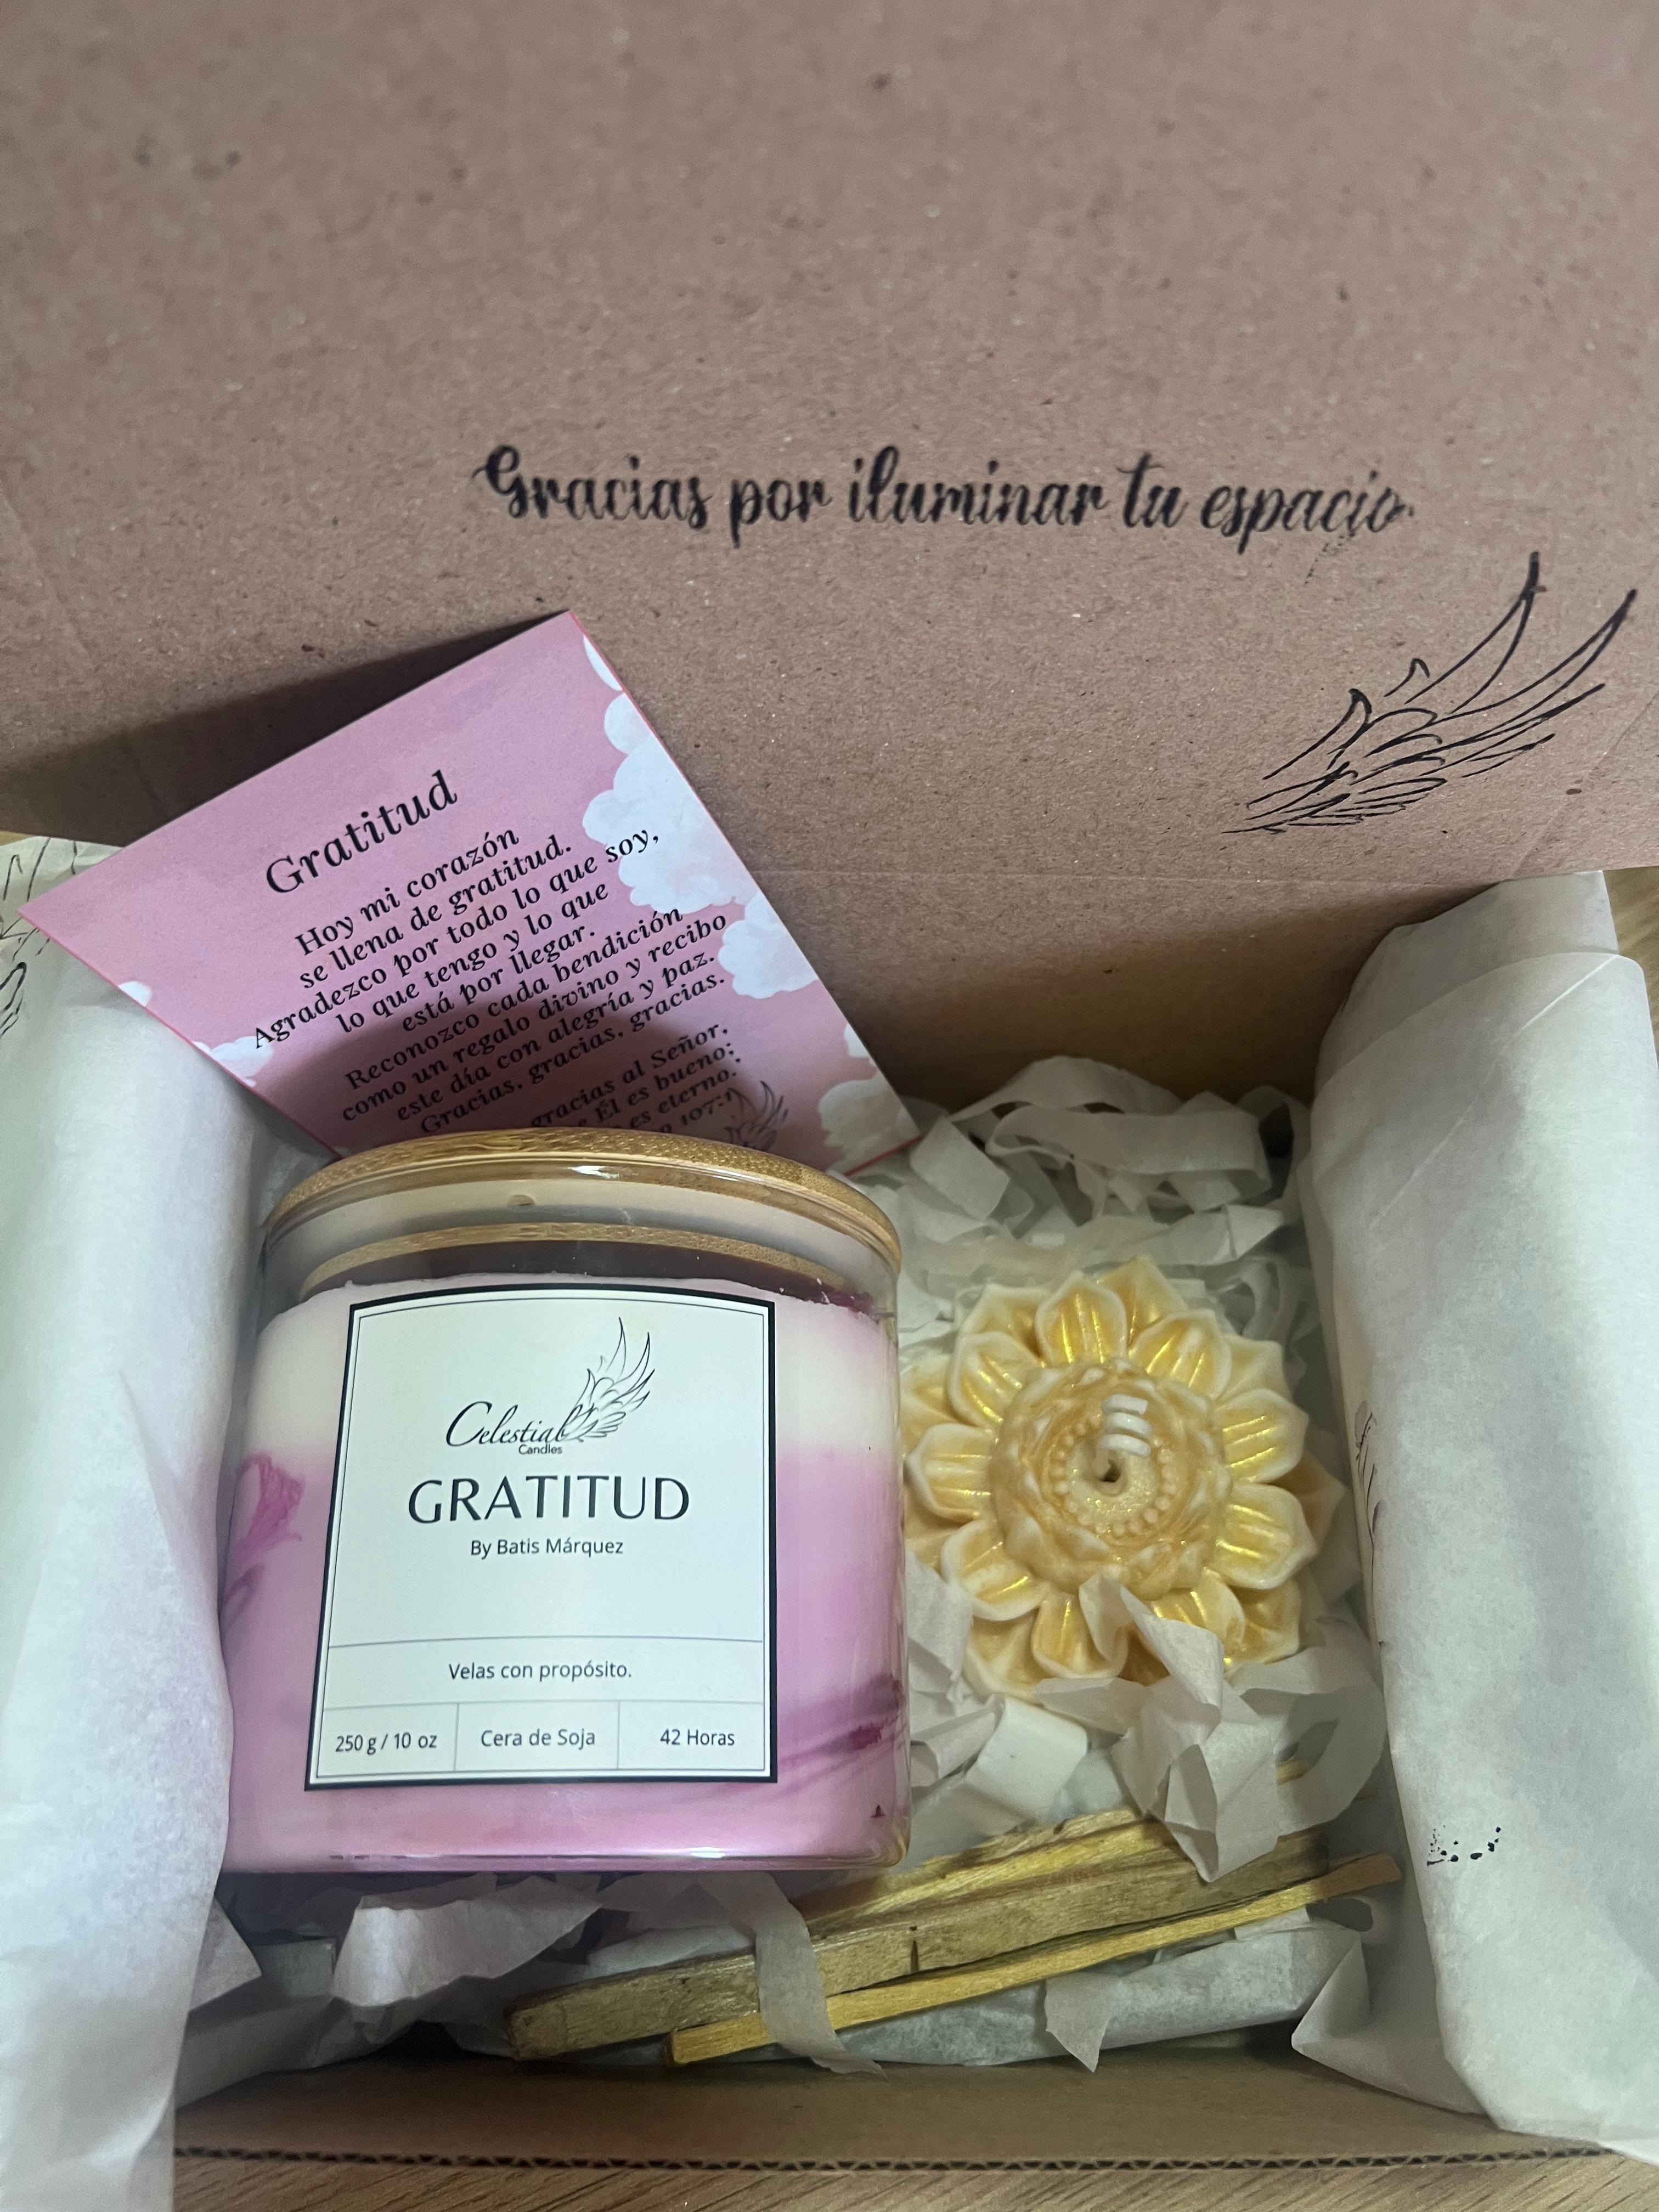 Gracias por iluminar tu espacio
Gratitud
Hoy mi corazón
se llena de gratitud.
Agradezco por todo lo que soy,
lo que tengo y lo que
está por llegar.
Reconozco cada bendición
como un regalo divino y recibo
este día con alegría y paz.
Gracias, gracias, gracias.
gracias al Señor,
Él es bueno;
es eterno.
107:1
Celestial
Candles
GRATITUD
By Batis Márquez
Velas con propósito.
250 g / 10 oz
Cera de Soja
42 Horas